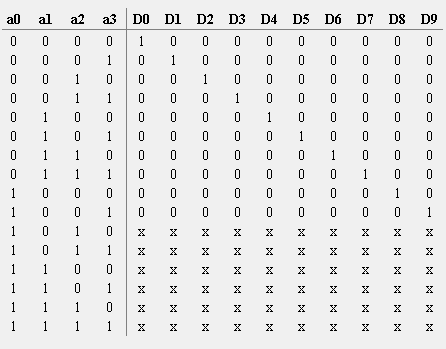 a0 a1 a2 a3 D0 D1 D2 D3 D4 D5 D6 D7 D8 D9
0 0 0 0 1 0 0 0 0 0 0 0 0 0
0 0 0 1 0 1 0 0 0 0 0 0 0 0
0 0 1 0 0 0 1 0 0 0 0 0 0 0
0 0 1 1 0 0 0 1 0 0 0 0 0 0
0 1 0 0 0 0 0 0 1 0 0 0 0 0
0 1 0 1 0 0 0 0 0 1 0 0 0 0
0 1 1 0 0 0 0 0 0 0 1 0 0 0
0 1 1 1 0 0 0 0 0 0 0 1 0 0
1 0 0 0 0 0 0 0 0 0 0 0 1 0
1 0 0 1 0 0 0 0 0 0 0 0 0 1
1 0 1 0 x x x x x x x x x x
1 0 1 1 x x x x x x x x x x
1 1 0 0 x x x x x x x x x x
1 1 0 1 x x x x x x x x x x
1 1 1 0 x x x x x x x x x x
1 1 1 1 x x x x x x x x x x